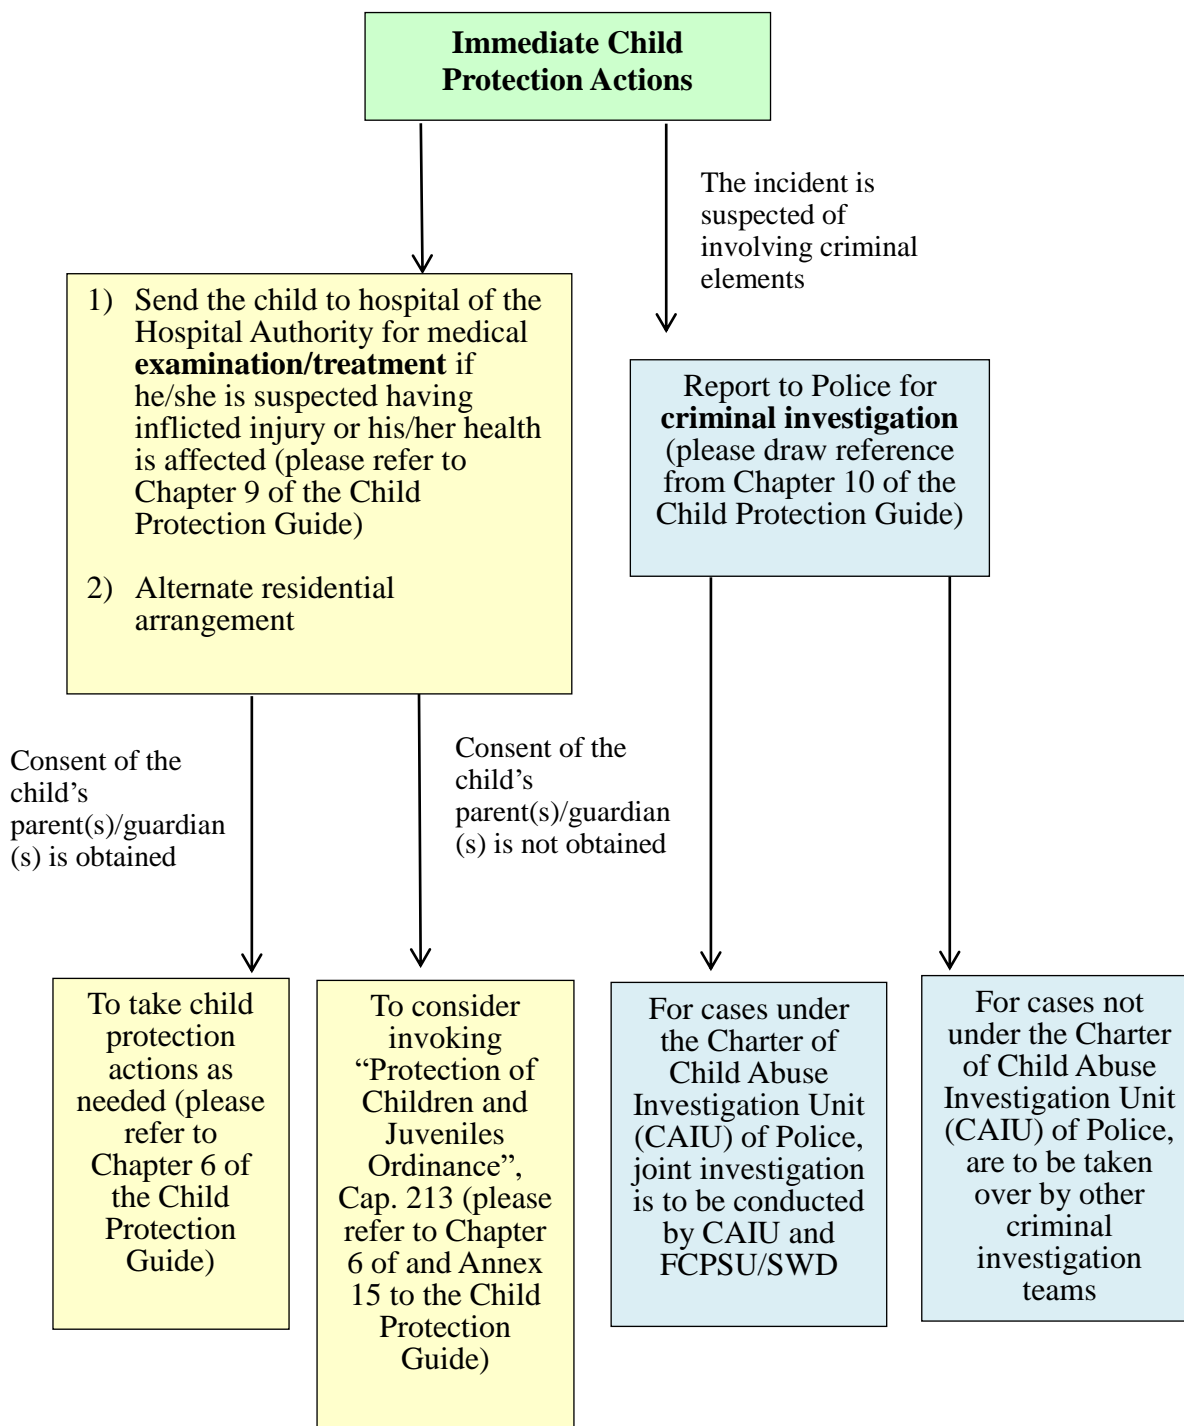 Immediate Child
Protection Actions
The incident is
suspected of
involving criminal
elements
1) Send the child to hospital of the
Hospital Authority for medical
examination/treatment if
he/she is suspected having
inflicted injury or his/her health
is affected (please refer to
Chapter 9 of the Child
Protection Guide)
2) Alternate residential
arrangement
Report to Police for
criminal investigation
(please draw reference
from Chapter 10 of the
Child Protection Guide)
Consent of the
child’s
parent(s)/guardian
(s) is obtained
Consent of the
child’s
parent(s)/guardian
(s) is not obtained
To take child
protection
actions as
needed (please
refer to
Chapter 6 of
the Child
Protection
Guide)
To consider
invoking
“Protection of
Children and
Juveniles
Ordinance”,
Cap. 213 (please
refer to Chapter
6 of and Annex
15 to the Child
Protection
Guide)
For cases under
the Charter of
Child Abuse
Investigation Unit
(CAIU) of Police,
joint investigation
is to be conducted
by CAIU and
FCPSU/SWD
For cases not
under the Charter
of Child Abuse
Investigation Unit
(CAIU) of Police,
are to be taken
over by other
criminal
investigation
teams